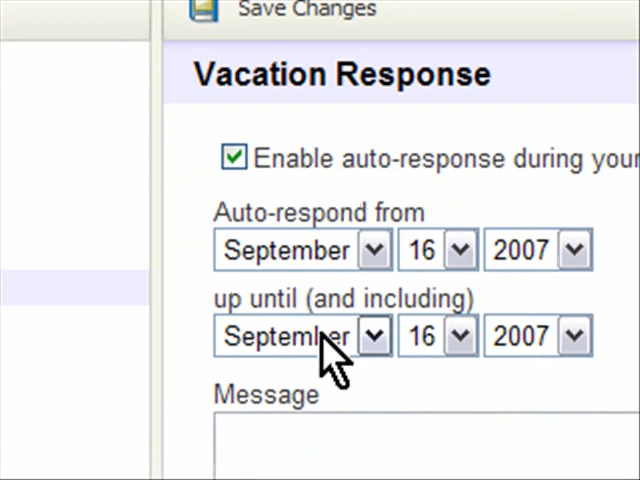 Save Changes
Vacation Response
Enable auto-response during your
Auto-respond from
September 16 2007
up until (and including)
September 16 2007
Message